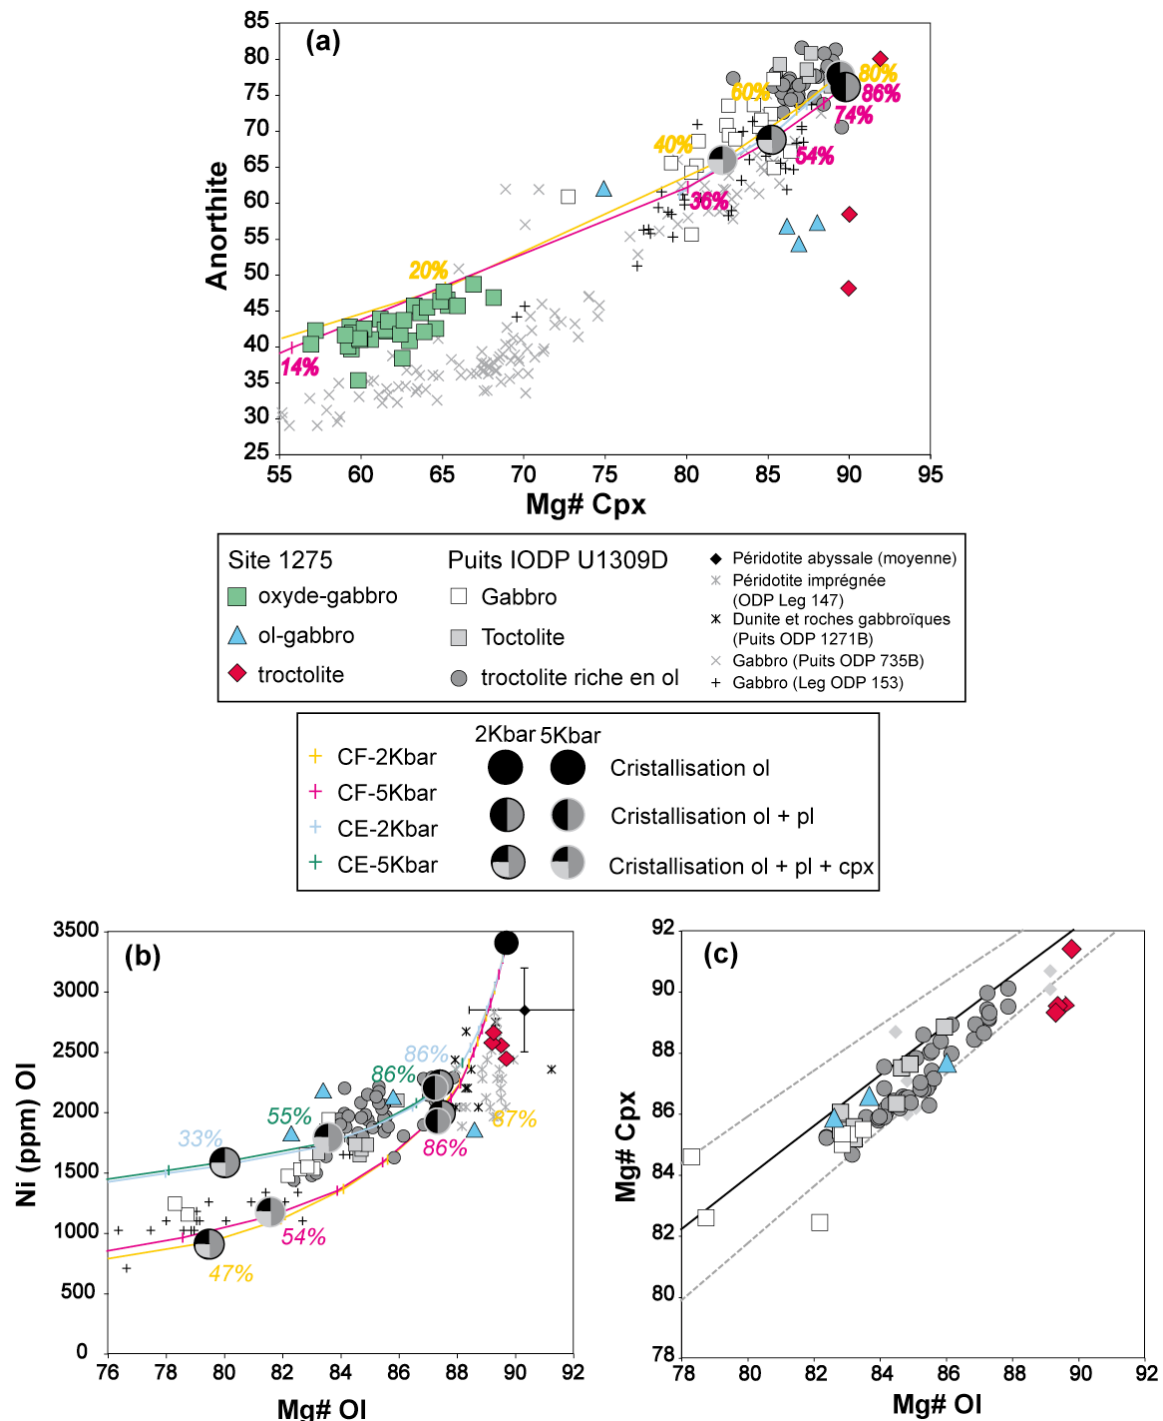 (a)
85
80
75
70
65
60
55
50
45
40
35
30
25
Anorthite
80%
86%
74%
60%
54%
40%
36%
20%
14%
55
60
65
70
75
80
85
90
95
Mg# Cpx
Site 1275
oxyde-gabbro
ol-gabbro
troctolite
Puits IODP U1309D
Gabbro
Toctolite
troctolite riche en ol
Péridotite abyssale (moyenne)
Péridotite imprégnée
(ODP Leg 147)
Dunite et roches gabbroïques
(Puits ODP 1271B)
Gabbro (Puits ODP 735B)
Gabbro (Leg ODP 153)
2Kbar 5Kbar
CF-2Kbar
CF-5Kbar
CE-2Kbar
CE-5Kbar
Cristallisation ol
Cristallisation ol + pl
Cristallisation ol + pl + cpx
(b)
3500
3000
2500
2000
1500
1000
500
0
Ni (ppm) Ol
86%
86%
55%
33%
67%
86%
54%
47%
76
78
80
82
84
86
88
90
92
Mg# Ol
(c)
92
90
88
86
84
82
80
78
Mg# Cpx
78
80
82
84
86
88
90
92
Mg# Ol